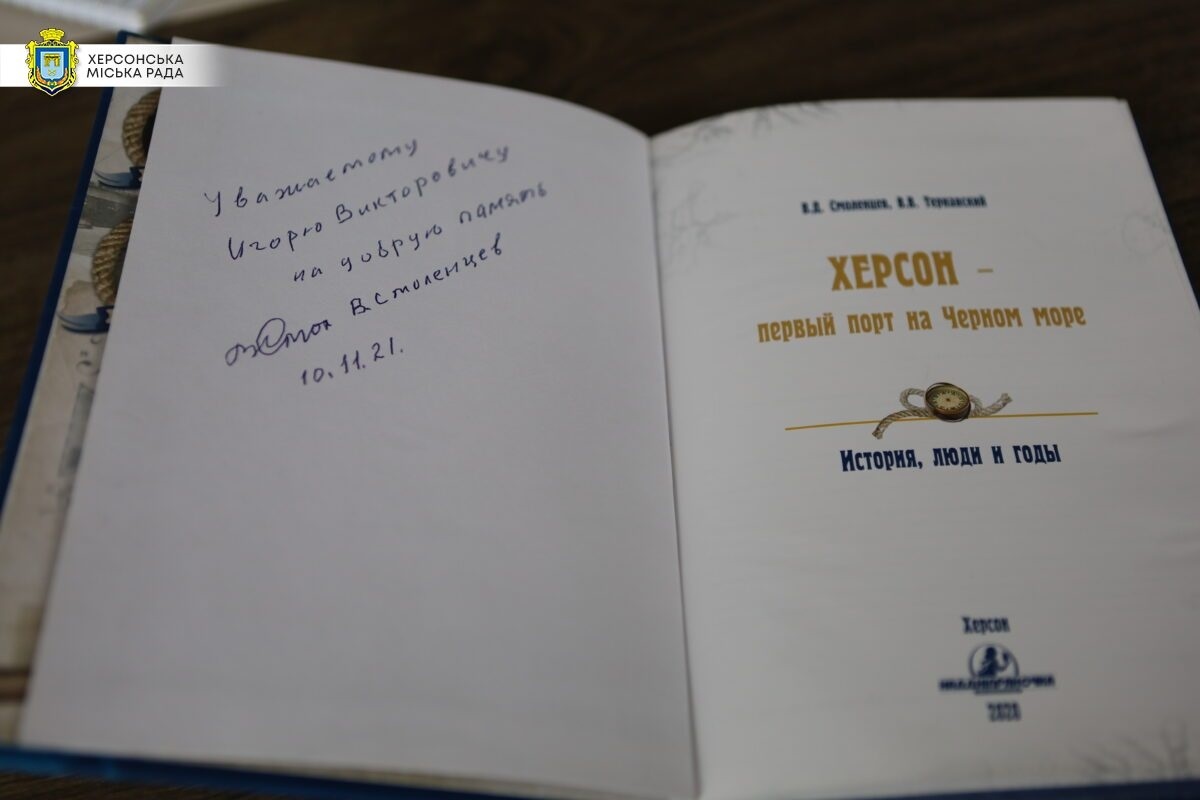 ХЕРСОНСЬКА
МІСЬКА РАДА
Уважаемому
Игорю Викторовичу
на добрую память
В. Смоленцев
10.11.21.
В.Д. Смоленцев, В.В. Терновский
ХЕРСОН –
первый порт на Черном море
История, люди и годы
Херсон
2020